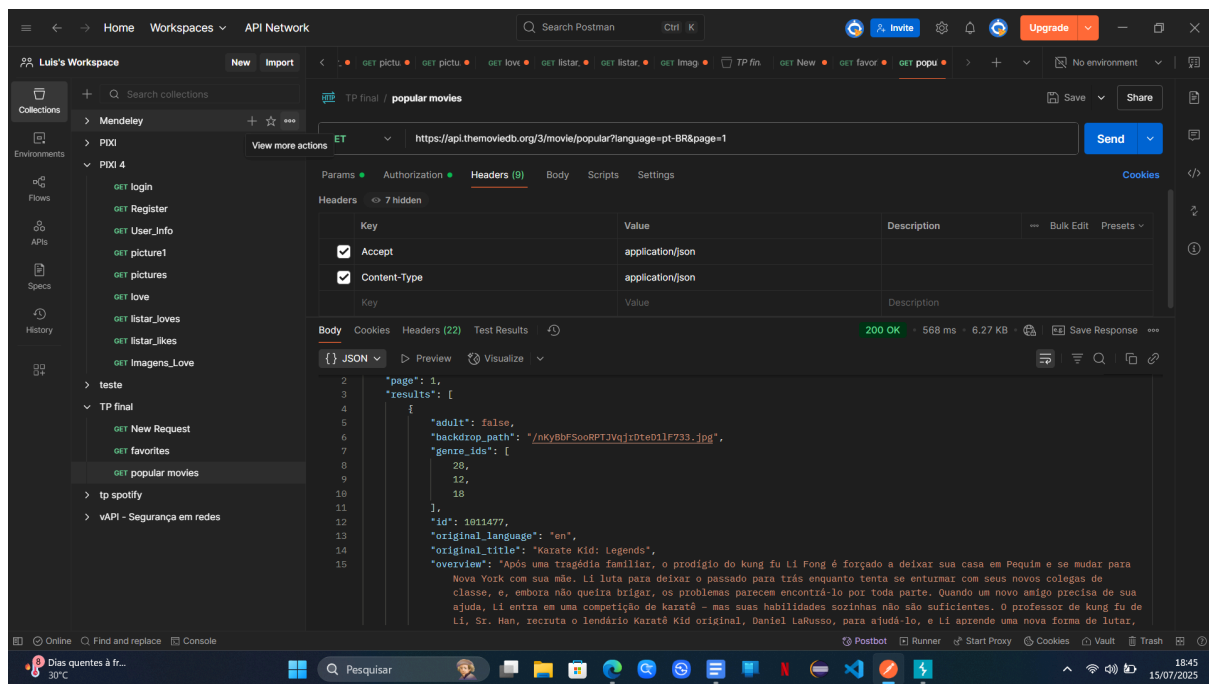 Home Workspaces API Network Search Postman Ctrl K Invite Upgrade
Luis's Workspace New Import
GET pictu. GET pictu. GET love GET listar. GET listar. GET Imag. TP fin. GET New GET favor GET popu No environment
Collections
Environments
Flows
APIs
Specs
History
Search collections
Mendeley
View more actions
PIXI
PIXI 4
GET login
GET Register
GET User_Info
GET picture1
GET pictures
GET love
GET listar_loves
GET listar_likes
GET Imagens_Love
teste
TP final
GET New Request
GET favorites
GET popular movies
tp spotify
vAPI - Segurança em redes
HTTP TP final / popular movies Save Share
ET https://api.themoviedb.org/3/movie/popular?language=pt-BR&page=1 Send
Params Authorization Headers (9) Body Scripts Settings Cookies
Headers 7 hidden
Key Value Description Bulk Edit Presets
Accept application/json
Content-Type application/json
Key Value Description
Body Cookies Headers (22) Test Results 200 OK 568 ms 6.27 KB Save Response
{} JSON Preview Visualize
2 "page": 1,
3 "results": [
4 {
5 "adult": false,
6 "backdrop_path": "/nKyBbFSooRPTJVqjrDteD1lF733.jpg",
7 "genre_ids": [
8 28,
9 12,
10 18
11 ],
12 "id": 1011477,
13 "original_language": "en",
14 "original_title": "Karate Kid: Legends",
15 "overview": "Após uma tragédia familiar, o prodígio do kung fu Li Fong é forçado a deixar sua casa em Pequim e se mudar para
Nova York com sua mãe. Li luta para deixar o passado para trás enquanto tenta se enturmar com seus novos colegas de
classe, e, embora não queira brigar, os problemas parecem encontrá-lo por toda parte. Quando um novo amigo precisa de sua
ajuda, Li entra em uma competição de karatê – mas suas habilidades sozinhas não são suficientes. O professor de kung fu de
Li, Sr. Han, recruta o lendário Karatê Kid original, Daniel LaRusso, para ajudá-lo, e Li aprende uma nova forma de lutar,
Online Find and replace Console Postbot Runner Start Proxy Cookies Vault Trash
8 Dias quentes à fr...
30°C
Pesquisar
18:45
15/07/2025